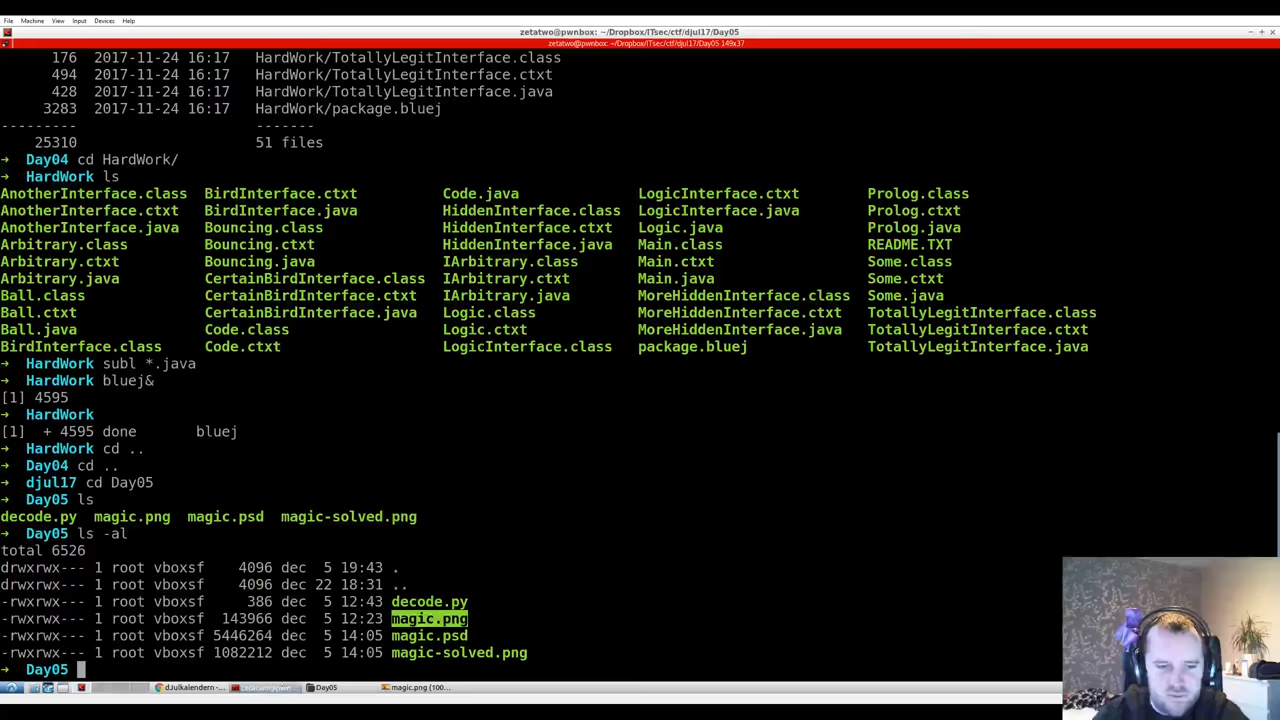 File Machine View Input Devices Help
zetatwo@pwnbox: ~/Dropbox/ITsec/ctf/djul17/Day05
zetatwo@pwnbox: ~/Dropbox/ITsec/ctf/djul17/Day05 149x37
176 2017-11-24 16:17 HardWork/TotallyLegitInterface.class
494 2017-11-24 16:17 HardWork/TotallyLegitInterface.ctxt
428 2017-11-24 16:17 HardWork/TotallyLegitInterface.java
3283 2017-11-24 16:17 HardWork/package.bluej
--------- -------
25310 51 files
→ Day04 cd HardWork/
→ HardWork ls
AnotherInterface.class BirdInterface.ctxt Code.java LogicInterface.ctxt Prolog.class
AnotherInterface.ctxt BirdInterface.java HiddenInterface.class LogicInterface.java Prolog.ctxt
AnotherInterface.java Bouncing.class HiddenInterface.ctxt Logic.java Prolog.java
Arbitrary.class Bouncing.ctxt HiddenInterface.java Main.class README.TXT
Arbitrary.ctxt Bouncing.java IArbitrary.class Main.ctxt Some.class
Arbitrary.java CertainBirdInterface.class IArbitrary.ctxt Main.java Some.ctxt
Ball.class CertainBirdInterface.ctxt IArbitrary.java MoreHiddenInterface.class Some.java
Ball.ctxt CertainBirdInterface.java Logic.class MoreHiddenInterface.ctxt TotallyLegitInterface.class
Ball.java Code.class Logic.ctxt MoreHiddenInterface.java TotallyLegitInterface.ctxt
BirdInterface.class Code.ctxt LogicInterface.class package.bluej TotallyLegitInterface.java
→ HardWork subl *.java
→ HardWork bluej&
[1] 4595
→ HardWork
[1] + 4595 done bluej
→ HardWork cd ..
→ Day04 cd ..
→ djul17 cd Day05
→ Day05 ls
decode.py magic.png magic.psd magic-solved.png
→ Day05 ls -al
total 6526
drwxrwx--- 1 root vboxsf 4096 dec 5 19:43 .
drwxrwx--- 1 root vboxsf 4096 dec 22 18:31 ..
-rwxrwx--- 1 root vboxsf 386 dec 5 12:43 decode.py
-rwxrwx--- 1 root vboxsf 143966 dec 5 12:23 magic.png
-rwxrwx--- 1 root vboxsf 5446264 dec 5 14:05 magic.psd
-rwxrwx--- 1 root vboxsf 1082212 dec 5 14:05 magic-solved.png
→ Day05
dJulkalendern -... Day05 magic.png (100...